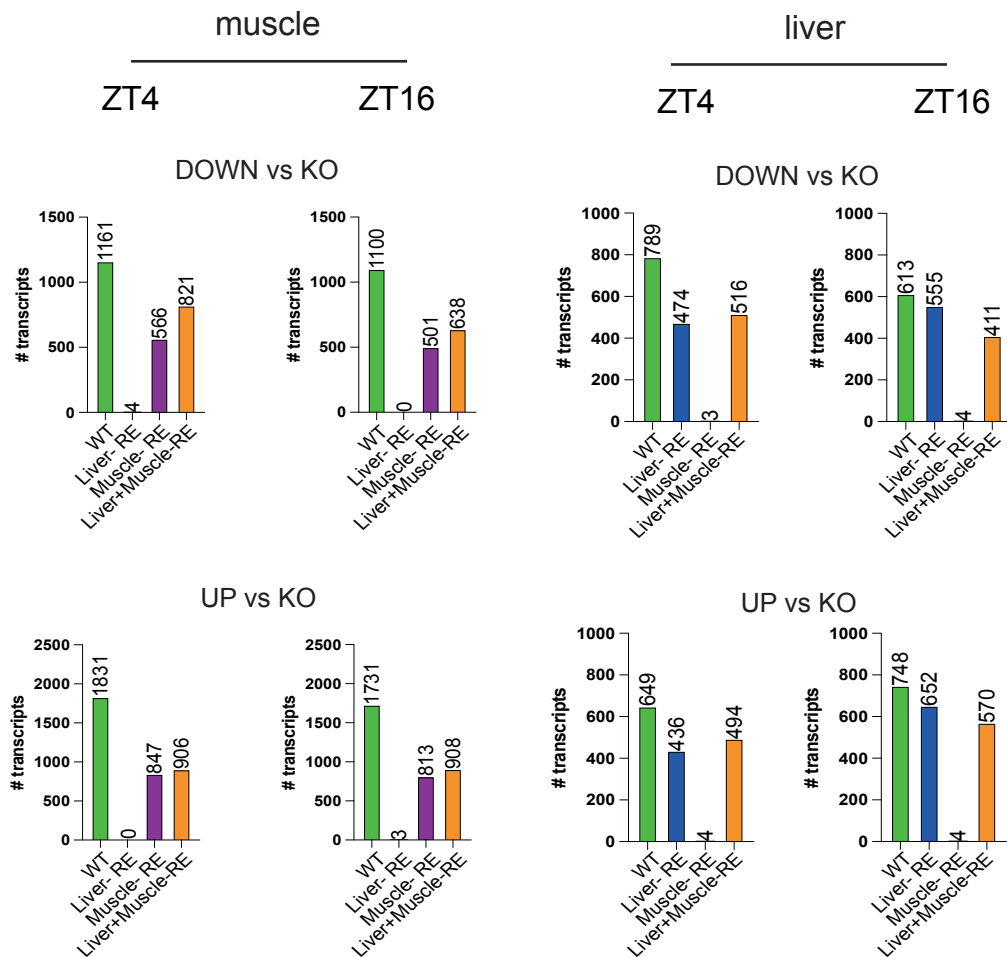 muscle
liver
ZT4
ZT16
ZT4
ZT16
DOWN vs KO
DOWN vs KO
# transcripts
1500
1000
500
0
1161
4
566
821
WT
Liver- RE
Muscle- RE
Liver+Muscle-RE
# transcripts
1500
1000
500
0
1100
0
501
638
WT
Liver- RE
Muscle- RE
Liver+Muscle-RE
# transcripts
1000
800
600
400
200
0
789
474
3
516
WT
Liver- RE
Muscle- RE
Liver+Muscle-RE
# transcripts
1000
800
600
400
200
0
613
555
4
411
WT
Liver- RE
Muscle- RE
Liver+Muscle-RE
UP vs KO
UP vs KO
# transcripts
2500
2000
1500
1000
500
0
1831
0
847
906
WT
Liver- RE
Muscle- RE
Liver+Muscle-RE
# transcripts
2500
2000
1500
1000
500
0
1731
3
813
908
WT
Liver- RE
Muscle- RE
Liver+Muscle-RE
# transcripts
1000
800
600
400
200
0
649
436
4
494
WT
Liver- RE
Muscle- RE
Liver+Muscle-RE
# transcripts
1000
800
600
400
200
0
748
652
4
570
WT
Liver- RE
Muscle- RE
Liver+Muscle-RE